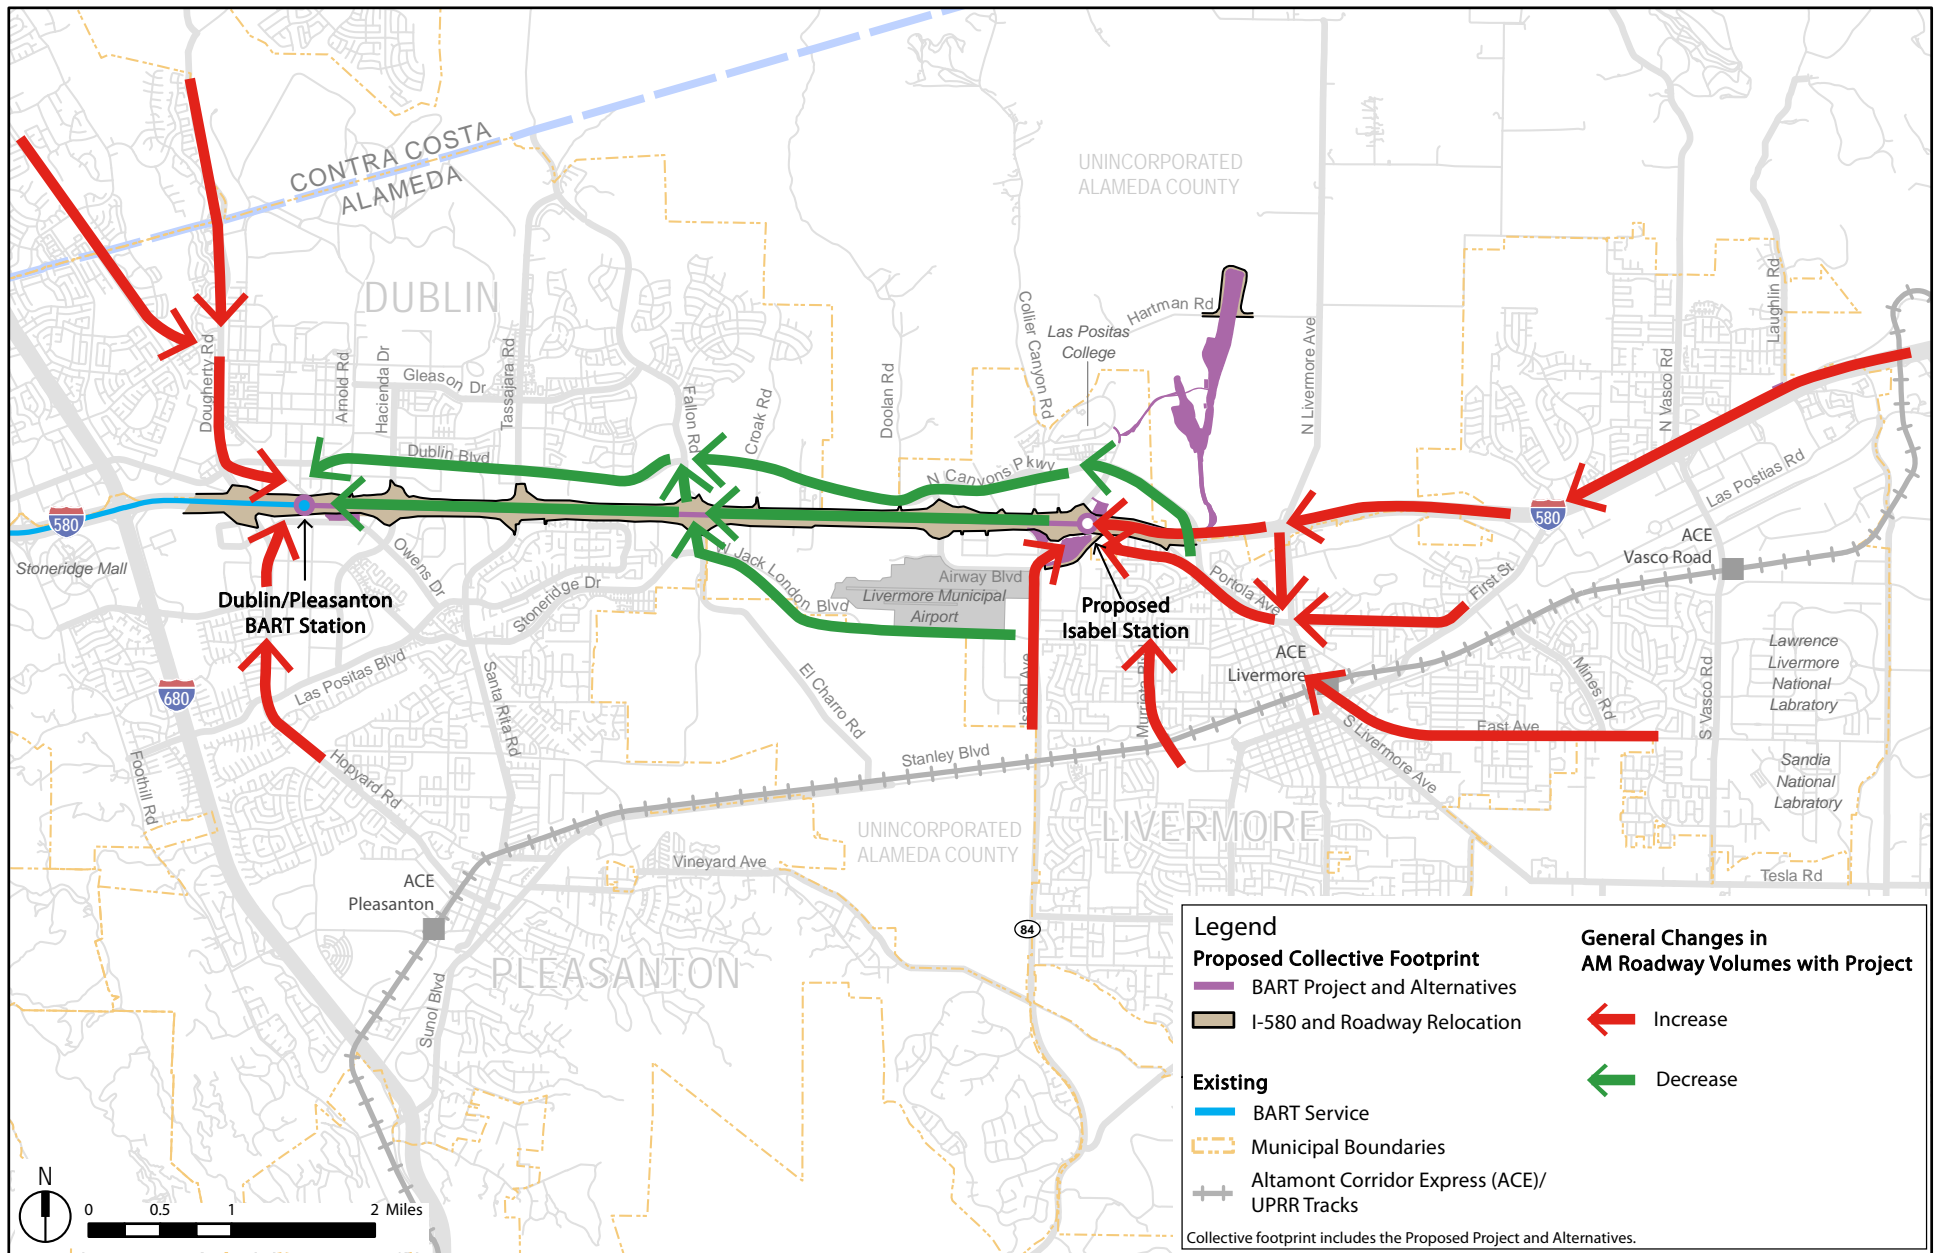 CONTRA COSTA
ALAMEDA
UNINCORPORATED
ALAMEDA COUNTY
DUBLIN
Dougherty Rd
Arnold Rd
Hacienda Dr
Gleason Dr
Tassajara Rd
Fallon Rd
Croak Rd
Doolan Rd
Collier Canyon Rd
Las Positas
College
Hartman Rd
N Livermore Ave
N Vasco Rd
Laughlin Rd
Dublin Blvd
N Canyons Pkwy
Las Postias Rd
580
580
Stoneridge Mall
Owens Dr
Dublin/Pleasanton
BART Station
Stoneridge Dr
W Jack London Blvd
Airway Blvd
Livermore Municipal
Airport
Proposed
Isabel Station
Portola Ave
First St
ACE
Vasco Road
ACE
Livermore
Mines Rd
Lawrence
Livermore
National
Labratory
S Vasco Rd
680
Las Positas Blvd
Santa Rita Rd
El Charro Rd
Isabel Ave
Murrieta Blvd
East Ave
S Livermore Ave
Foothill Rd
Hopyard Rd
Stanley Blvd
Sandia
National
Labratory
UNINCORPORATED
ALAMEDA COUNTY
LIVERMORE
Vineyard Ave
Tesla Rd
ACE
Pleasanton
84
PLEASANTON
Sunol Blvd
Legend
Proposed Collective Footprint
BART Project and Alternatives
I-580 and Roadway Relocation
Existing
BART Service
Municipal Boundaries
Altamont Corridor Express (ACE)/
UPRR Tracks
General Changes in
AM Roadway Volumes with Project
Increase
Decrease
Collective footprint includes the Proposed Project and Alternatives.
N
0 0.5 1 2 Miles